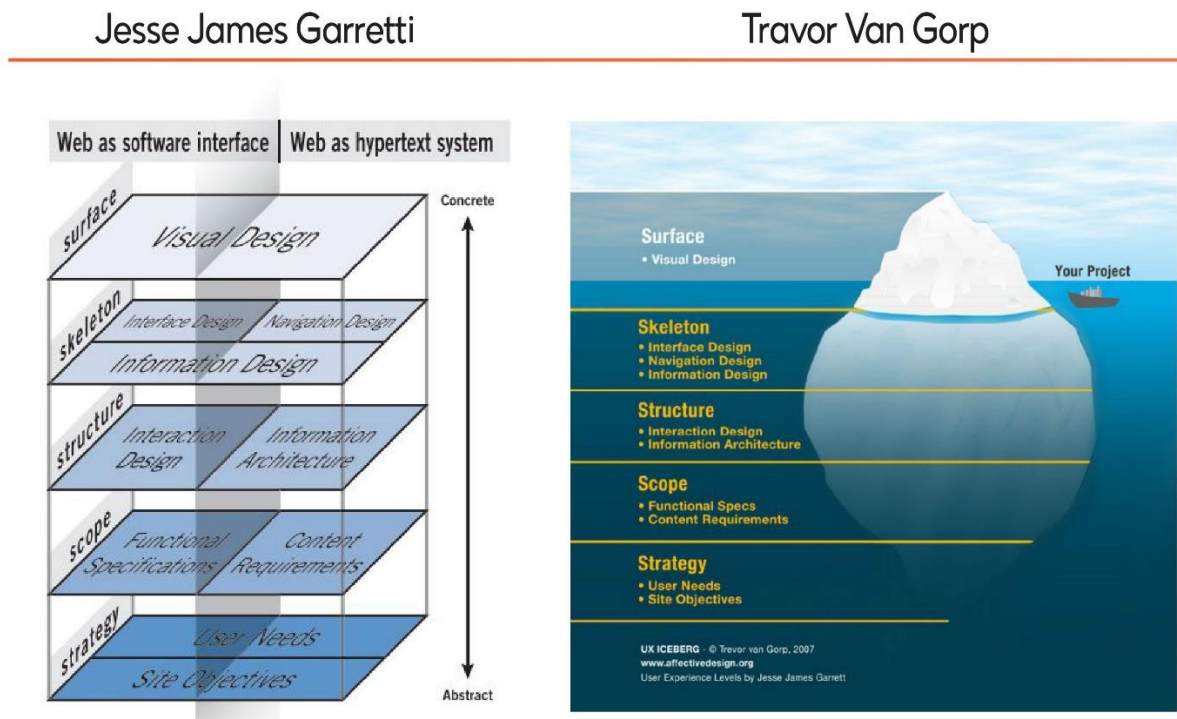 Jesse James Garretti
Travor Van Gorp
Web as software interface | Web as hypertext system
Concrete
surface
Visual Design
skeleton
Interface Design
Navigation Design
Information Design
structure
Interaction
Design
Information
Architecture
scope
Functional
Specifications
Content
Requirements
strategy
User Needs
Site Objectives
Abstract
Surface
• Visual Design
Your Project
Skeleton
• Interface Design
• Navigation Design
• Information Design
Structure
• Interaction Design
• Information Architecture
Scope
• Functional Specs
• Content Requirements
Strategy
• User Needs
• Site Objectives
UX ICEBERG - © Trevor van Gorp, 2007
www.affectivedesign.org
User Experience Levels by Jesse James Garrett